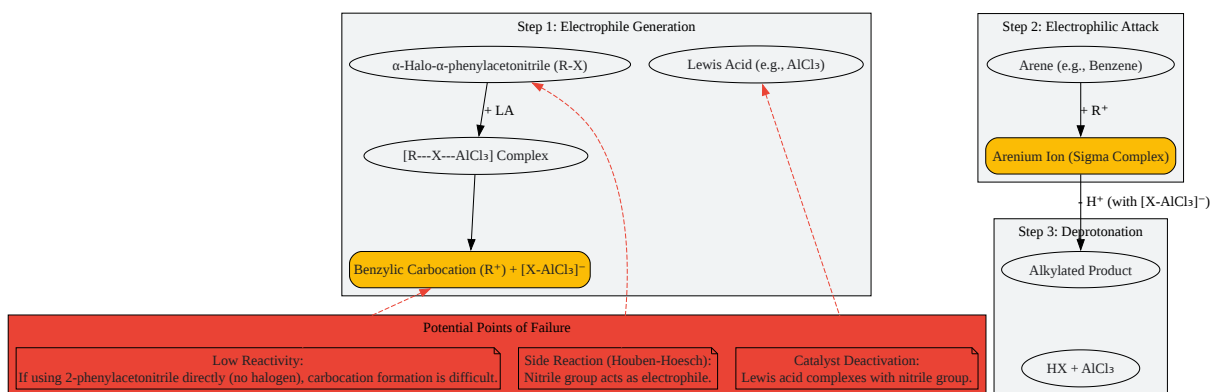 Step 1: Electrophile Generation
α-Halo-α-phenylacetonitrile (R-X)
Lewis Acid (e.g., AlCl₃)
+ LA
[R---X---AlCl₃] Complex
Benzylic Carbocation (R⁺) + [X-AlCl₃]⁻
Step 2: Electrophilic Attack
Arene (e.g., Benzene)
+ R⁺
Arenium Ion (Sigma Complex)
- H⁺ (with [X-AlCl₃]⁻)
Step 3: Deprotonation
Alkylated Product
HX + AlCl₃
Potential Points of Failure
Low Reactivity:
If using 2-phenylacetonitrile directly (no halogen), carbocation formation is difficult.
Side Reaction (Houben-Hoesch):
Nitrile group acts as electrophile.
Catalyst Deactivation:
Lewis acid complexes with nitrile group.